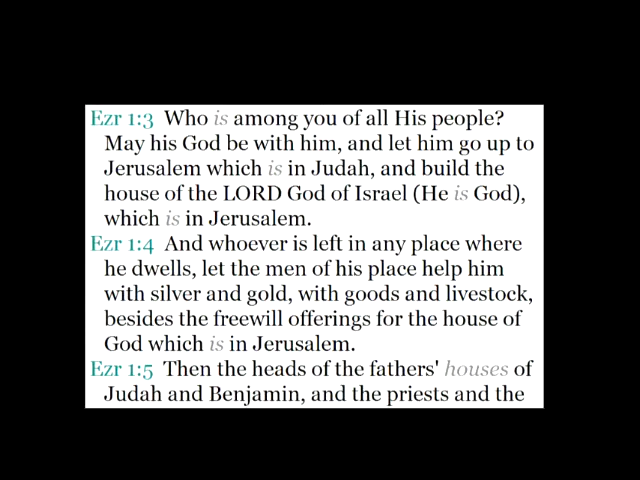 Ezr 1:3 Who is among you of all His people?
May his God be with him, and let him go up to
Jerusalem which is in Judah, and build the
house of the LORD God of Israel (He is God),
which is in Jerusalem.
Ezr 1:4 And whoever is left in any place where
he dwells, let the men of his place help him
with silver and gold, with goods and livestock,
besides the freewill offerings for the house of
God which is in Jerusalem.
Ezr 1:5 Then the heads of the fathers' houses of
Judah and Benjamin, and the priests and the